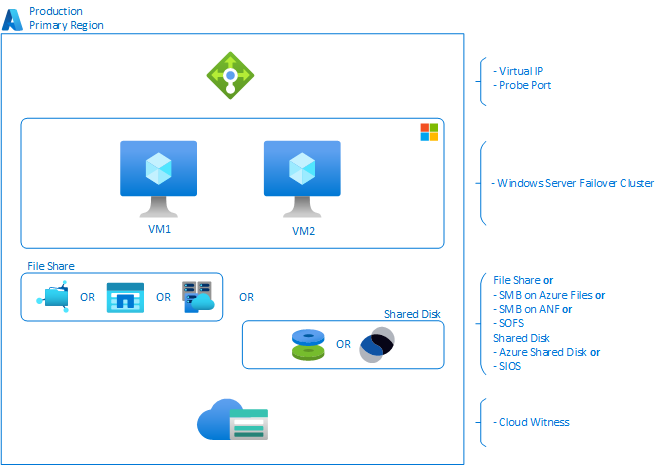 Production
Primary Region
- Virtual IP
- Probe Port
- Windows Server Failover Cluster
VM1
VM2
File Share
OR
OR
OR
Shared Disk
OR
File Share or
- SMB on Azure Files or
- SMB on ANF or
- SOFS
Shared Disk
- Azure Shared Disk or
- SIOS
- Cloud Witness